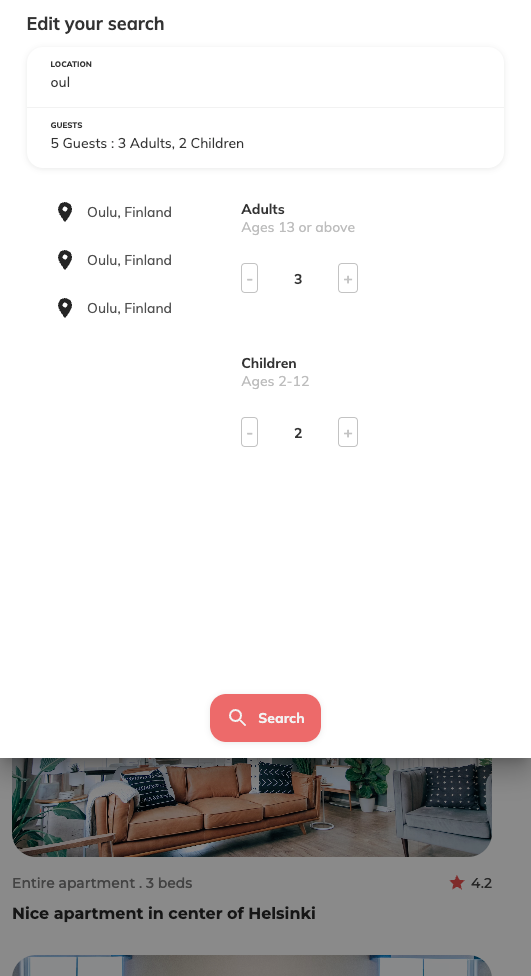 Edit your search
LOCATION
oul
GUESTS
5 Guests : 3 Adults, 2 Children
Oulu, Finland
Oulu, Finland
Oulu, Finland
Adults
Ages 13 or above
- 3 +
Children
Ages 2-12
- 2 +
Search
Entire apartment . 3 beds
4.2
Nice apartment in center of Helsinki